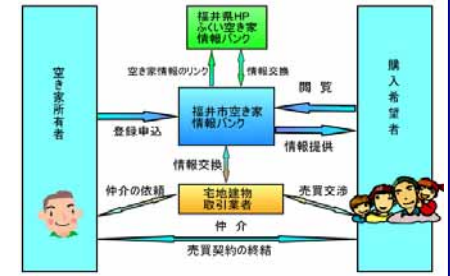 福井県HP
ふくい空き家
情報バンク
空き家情報のリンク
情報交換
空き家所有者
購入希望者
福井市空き家
情報バンク
閲覧
登録申込
情報提供
情報交換
仲介の依頼
宅地建物
取引業者
売買交渉
仲介
売買契約の終結